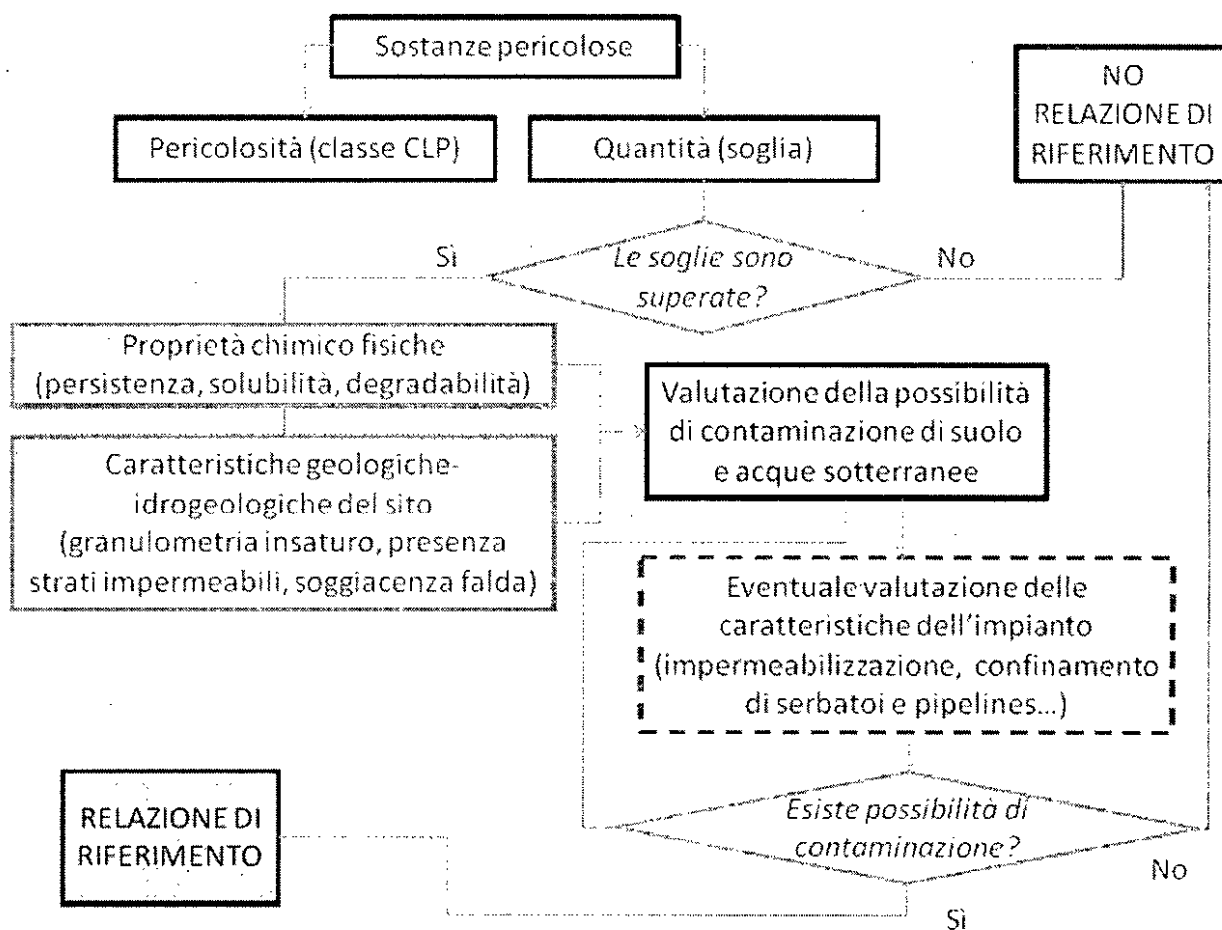 Sostanze pericolose
NO
RELAZIONE DI
RIFERIMENTO
Pericolosità (classe CLP)
Quantità (soglia)
Sì
Le soglie sono
superate?
No
Proprietà chimico fisiche
(persistenza, solubilità, degradabilità)
Valutazione della possibilità
di contaminazione di suolo
e acque sotterranee
Caratteristiche geologiche-
idrogeologiche del sito
(granulometria insaturo, presenza
strati impermeabili, soggiacenza falda)
Eventuale valutazione delle
caratteristiche dell'impianto
(impermeabilizzazione, confinamento
di serbatoi e pipelines...)
RELAZIONE DI
RIFERIMENTO
Esiste possibilità di
contaminazione?
No
Sì